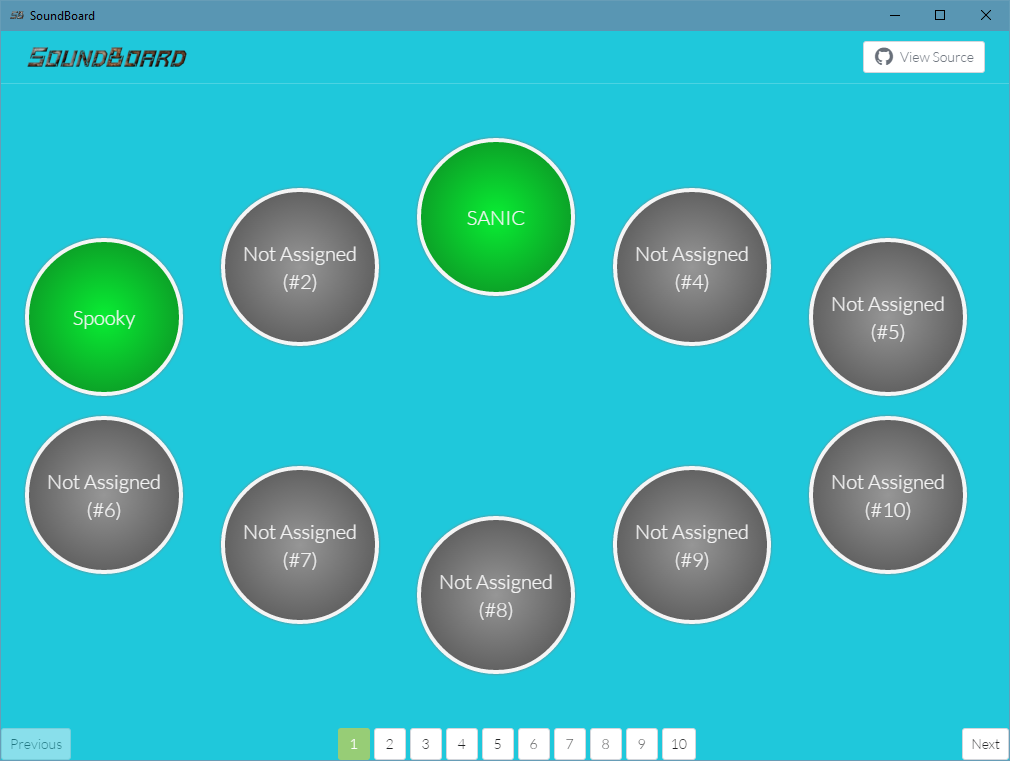 SoundBoard
SOUNDBOARD
View Source
SANIC
Not Assigned
(#2)
Not Assigned
(#4)
Spooky
Not Assigned
(#5)
Not Assigned
(#6)
Not Assigned
(#7)
Not Assigned
(#8)
Not Assigned
(#9)
Not Assigned
(#10)
Previous
1 2 3 4 5 6 7 8 9 10
Next